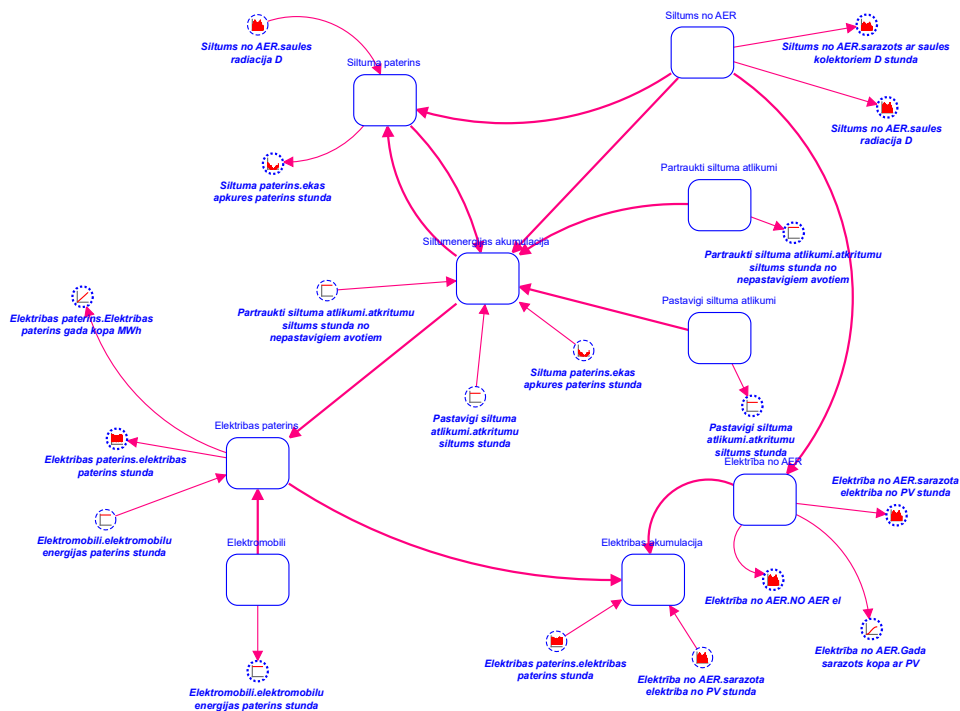 Siltums no AER
Siltums no AER.saules
radiacija D
Siltums no AER.sarazots ar saules
kolektoriem D stunda
Siltuma paterins
Siltums no AER.saules
radiacija D
Siltuma paterins.ekas
apkures paterins stunda
Partraukti siltuma atlikumi
Siltumenergijas akumulacija
Partraukti siltuma atlikumi.atkritumu
siltums stunda no
nepastavigiem avotiem
Pastavigi siltuma atlikumi
Partraukti siltuma atlikumi.atkritumu
siltums stunda no
nepastavigiem avotiem
Elektribas paterins.Elektribas
paterins gada kopa MWh
Siltuma paterins.ekas
apkures paterins stunda
Pastavigi siltuma
atlikumi.atkritumu
siltums stunda
Pastavigi siltuma
atlikumi.atkritumu
siltums stunda
Elektribas paterins
Elektribas paterins.elektribas
paterins stunda
Elektrība no AER
Elektrība no AER.sarazota
elektriba no PV stunda
Elektromobili.elektromobilu
energijas paterins stunda
Elektromobili
Elektribas akumulacija
Elektrība no AER.NO AER el
Elektrība no AER.Gada
sarazots kopa ar PV
Elektribas paterins.elektribas
paterins stunda
Elektrība no AER.sarazota
elektriba no PV stunda
Elektromobili.elektromobilu
energijas paterins stunda